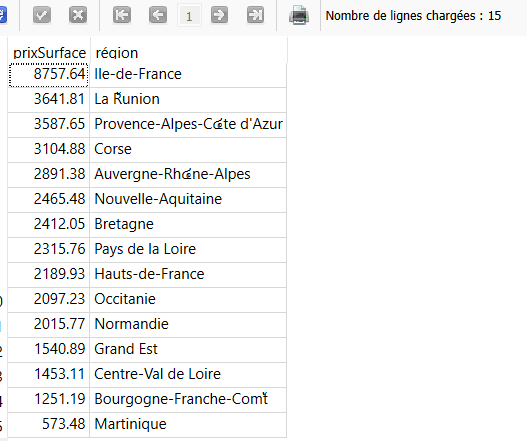 1 Nombre de lignes chargées : 15
prixSurface région
8757.64 Ile-de-France
3641.81 La Runion
3587.65 Provence-Alpes-Cte d'Azur
3104.88 Corse
2891.38 Auvergne-Rhne-Alpes
2465.48 Nouvelle-Aquitaine
2412.05 Bretagne
2315.76 Pays de la Loire
2189.93 Hauts-de-France
2097.23 Occitanie
2015.77 Normandie
1540.89 Grand Est
1453.11 Centre-Val de Loire
1251.19 Bourgogne-Franche-Comt
573.48 Martinique